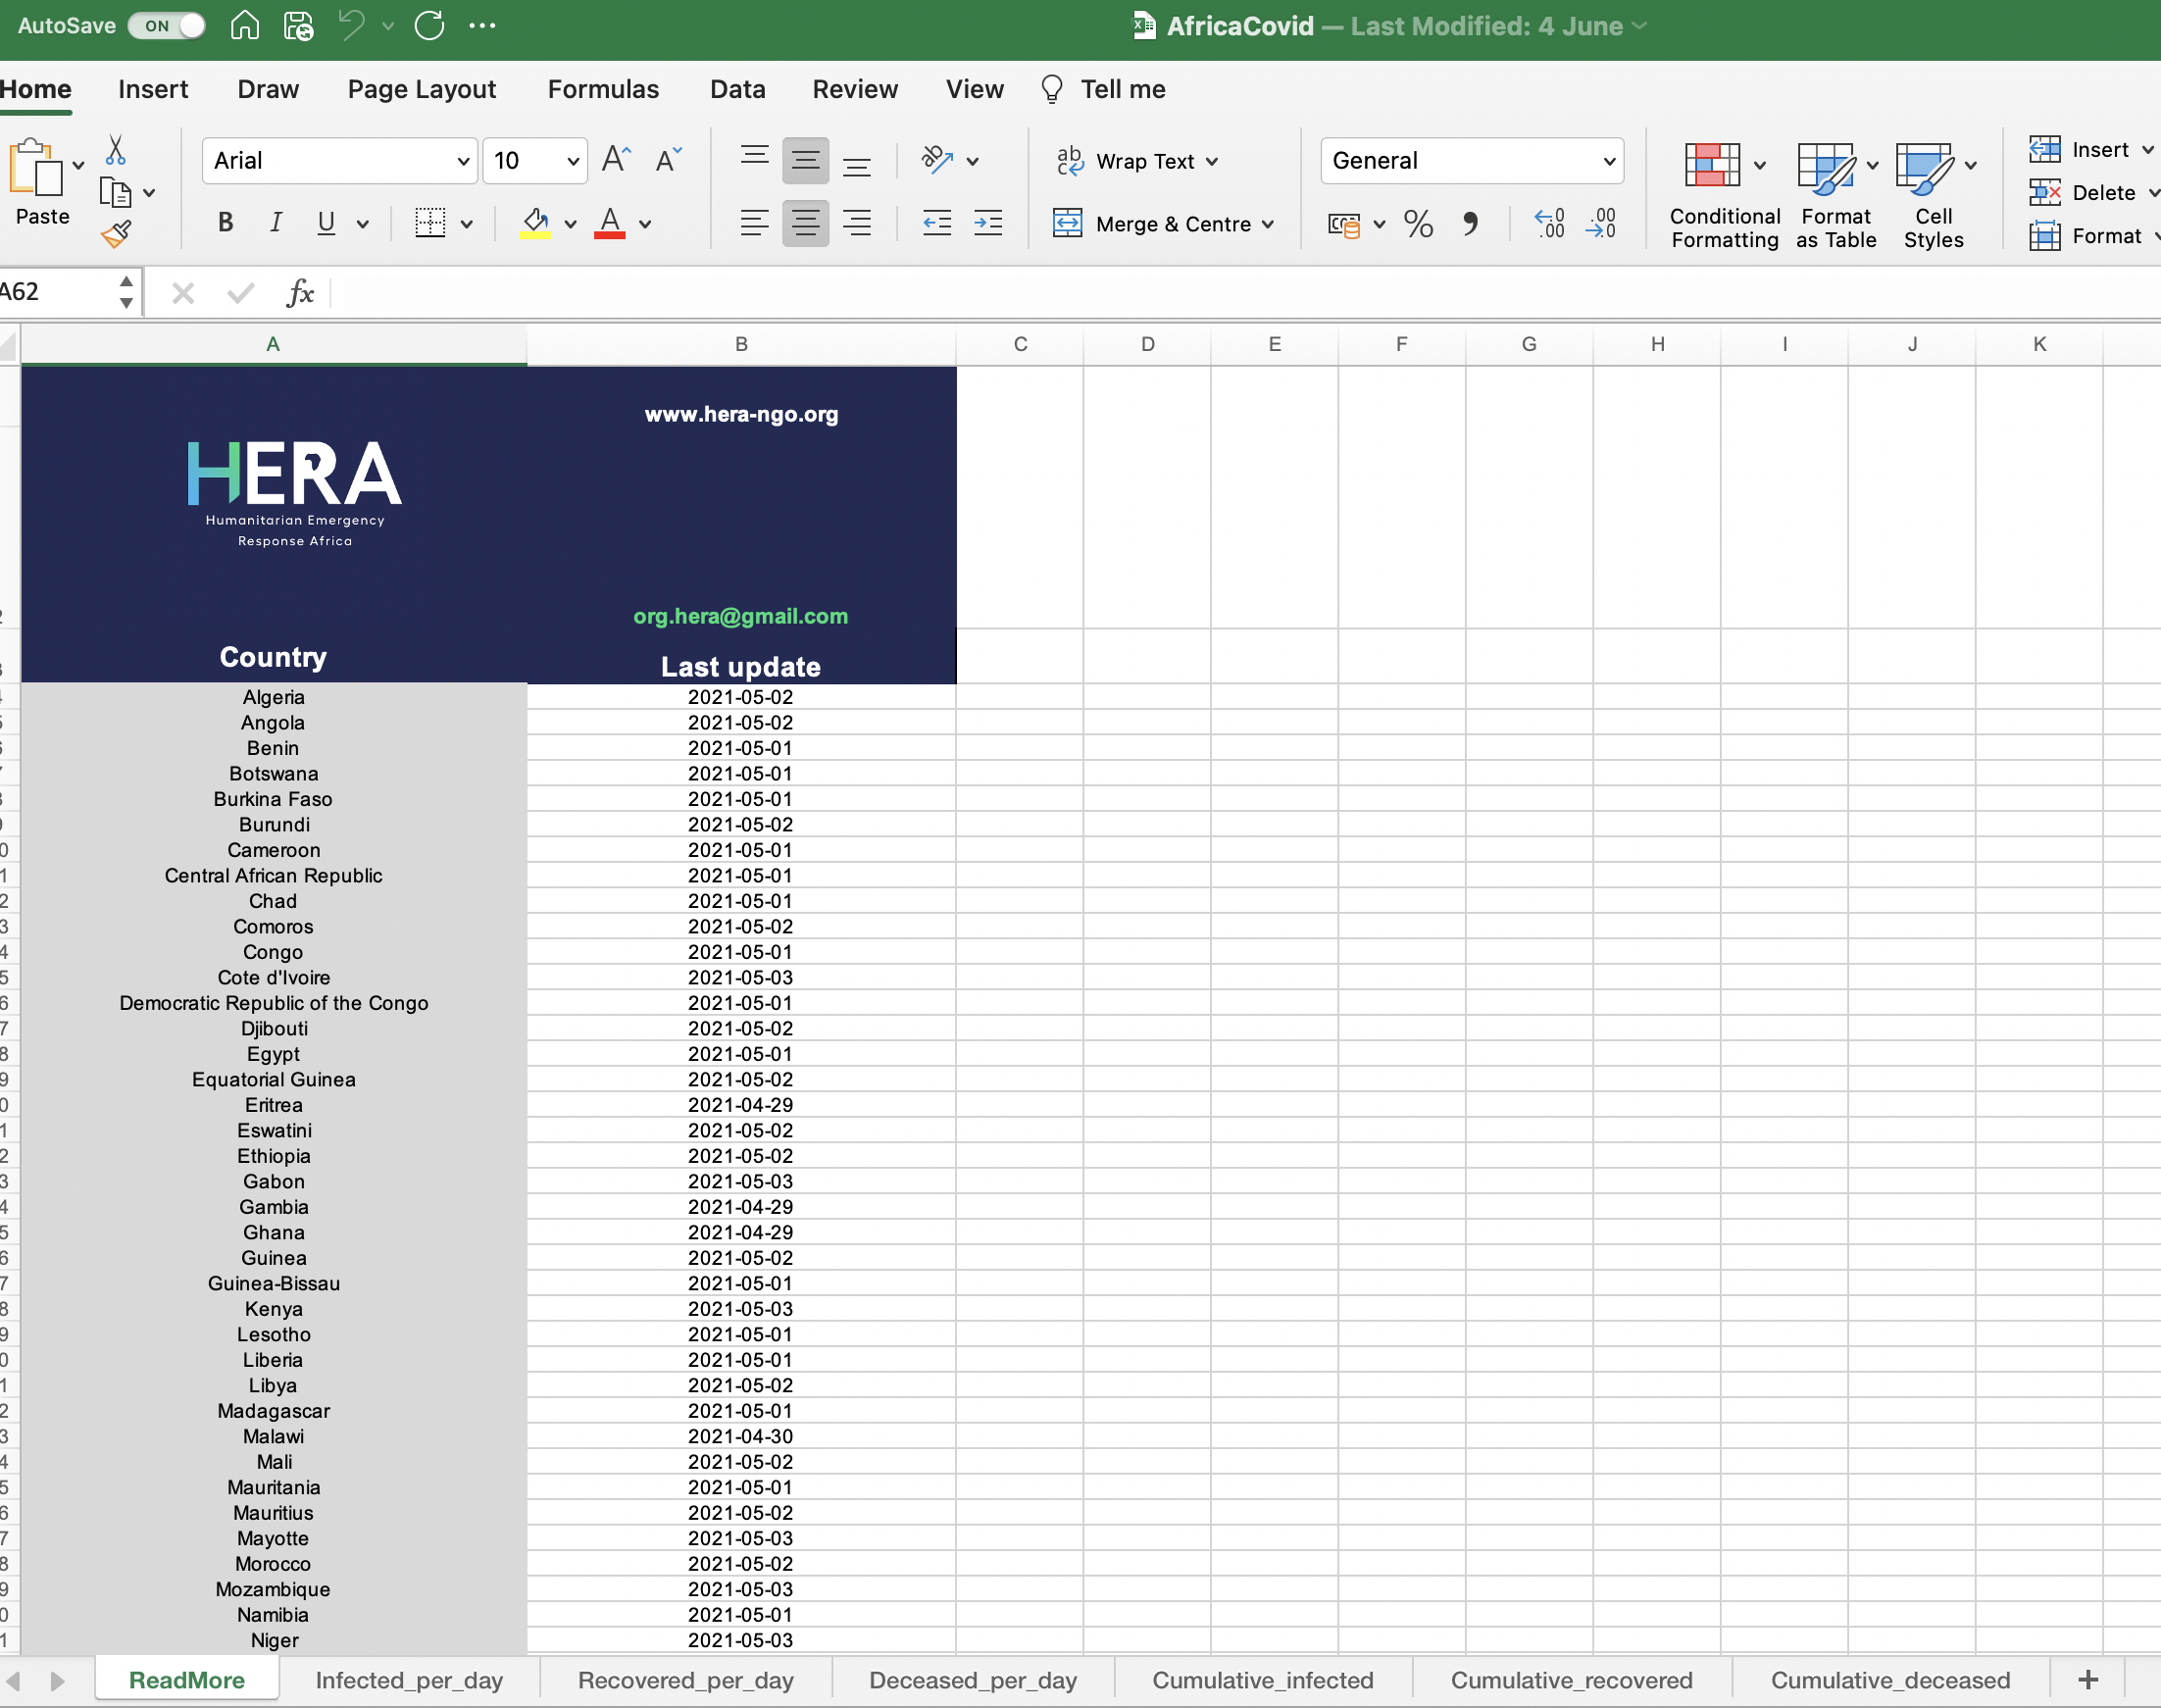 AutoSave ON AfricaCovid — Last Modified: 4 June
Home Insert Draw Page Layout Formulas Data Review View Tell me
Arial 10 Wrap Text General Insert
Delete
Paste Merge & Centre Conditional Formatting Format as Table Cell Styles Format
A62 fx
A B C D E F G H I J K
www.hera-ngo.org
HERA
Humanitarian Emergency
Response Africa
org.hera@gmail.com
Country Last update
Algeria 2021-05-02
Angola 2021-05-02
Benin 2021-05-01
Botswana 2021-05-01
Burkina Faso 2021-05-01
Burundi 2021-05-02
Cameroon 2021-05-01
Central African Republic 2021-05-01
Chad 2021-05-01
Comoros 2021-05-02
Congo 2021-05-01
Cote d'Ivoire 2021-05-03
Democratic Republic of the Congo 2021-05-01
Djibouti 2021-05-02
Egypt 2021-05-01
Equatorial Guinea 2021-05-02
Eritrea 2021-04-29
Eswatini 2021-05-02
Ethiopia 2021-05-02
Gabon 2021-05-03
Gambia 2021-04-29
Ghana 2021-04-29
Guinea 2021-05-02
Guinea-Bissau 2021-05-01
Kenya 2021-05-03
Lesotho 2021-05-01
Liberia 2021-05-01
Libya 2021-05-02
Madagascar 2021-05-01
Malawi 2021-04-30
Mali 2021-05-02
Mauritania 2021-05-01
Mauritius 2021-05-02
Mayotte 2021-05-03
Morocco 2021-05-02
Mozambique 2021-05-03
Namibia 2021-05-01
Niger 2021-05-03
ReadMore Infected_per_day Recovered_per_day Deceased_per_day Cumulative_infected Cumulative_recovered Cumulative_deceased +